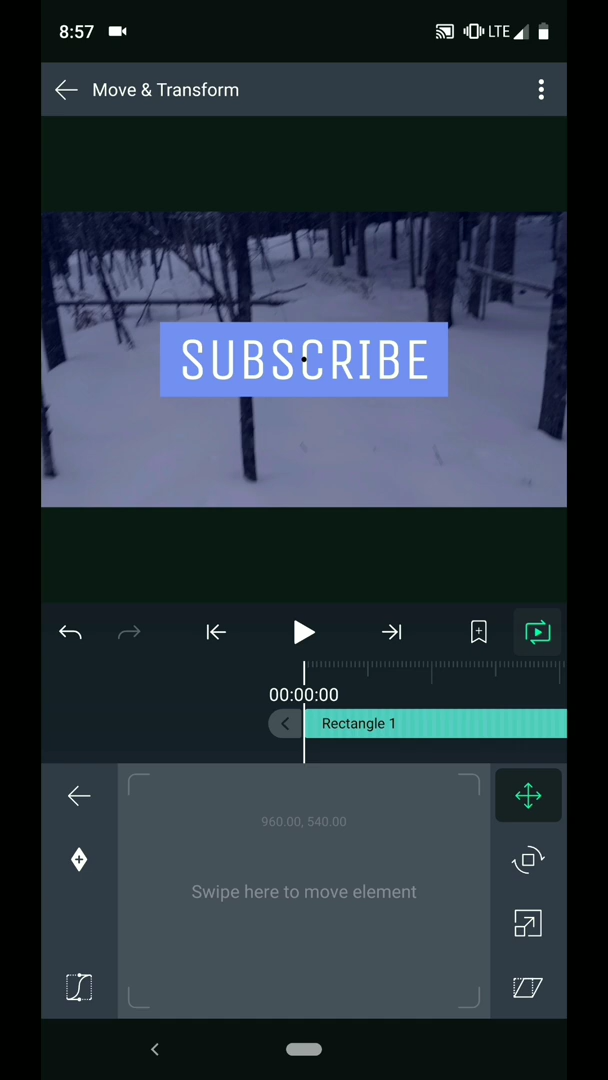 8:57
LTE
Move & Transform
SUBSCRIBE
00:00:00
Rectangle 1
960.00, 540.00
Swipe here to move element